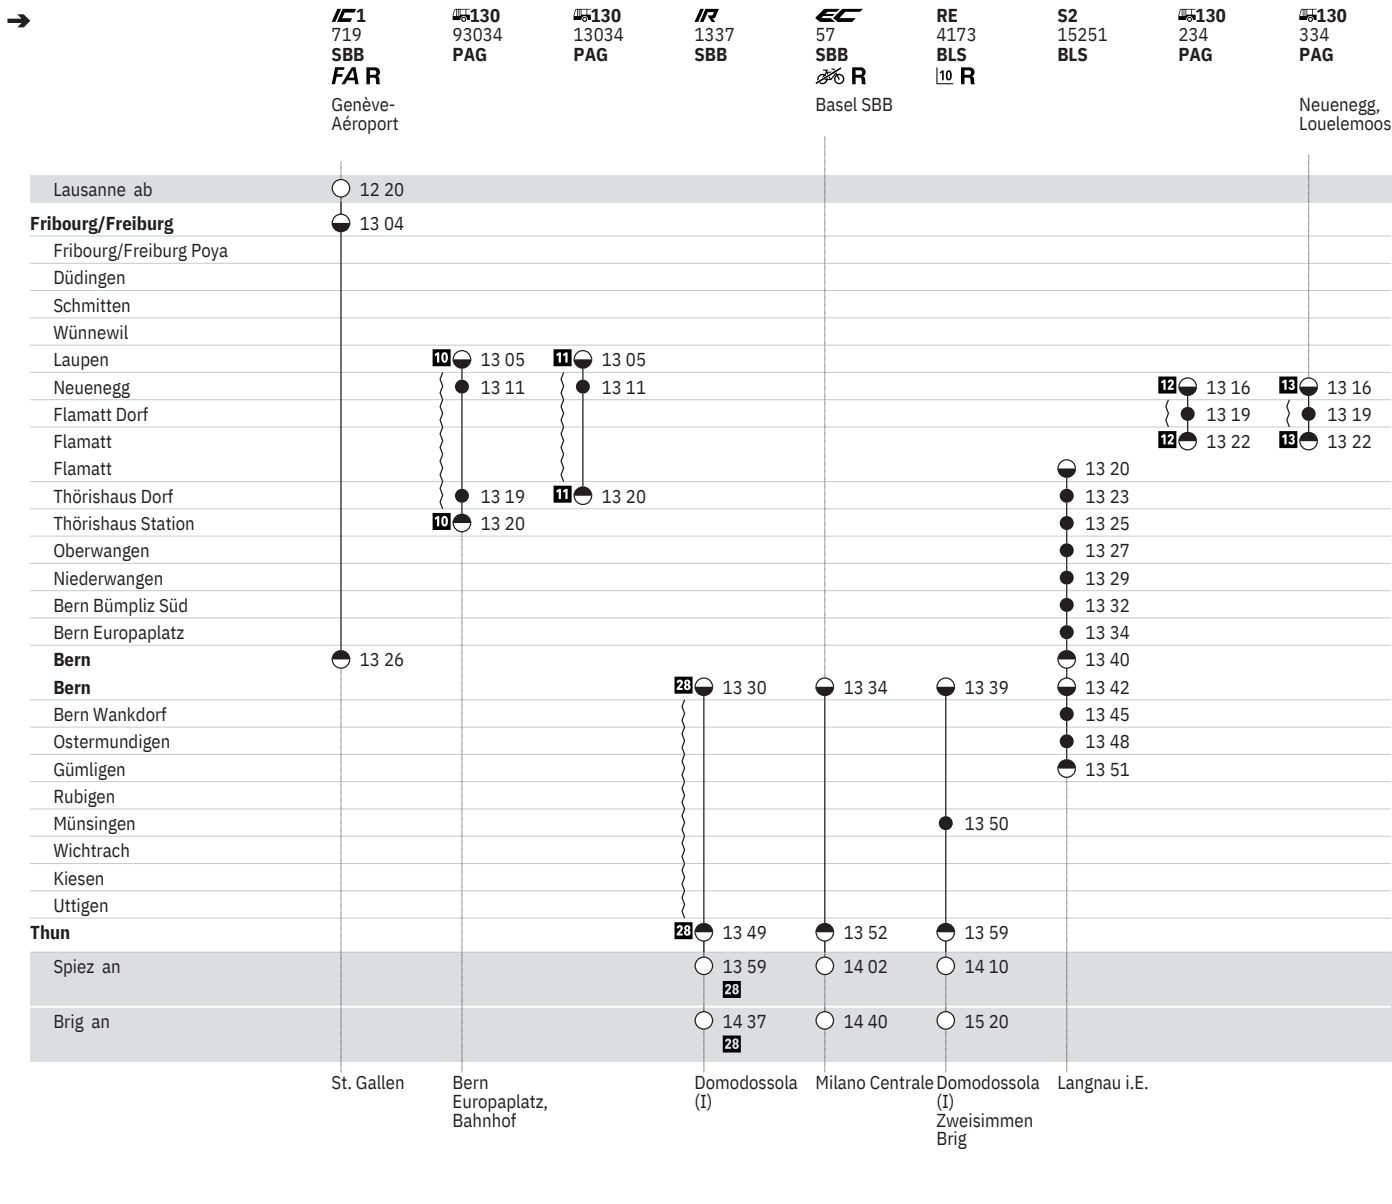 ➔ IC1 130 130 IR EC RE S2 130 130
719 93034 13034 1337 57 4173 15251 234 334
SBB PAG PAG SBB SBB BLS BLS PAG PAG
FA R R 10 R
Genève- Basel SBB Neuenegg,
Aéroport Louelemoos
Lausanne ab 12 20
Fribourg/Freiburg 13 04
Fribourg/Freiburg Poya
Düdingen
Schmitten
Wünnewil
Laupen 10 13 05 11 13 05
Neuenegg 13 11 13 11 12 13 16 13 13 16
Flamatt Dorf 13 19 13 19
Flamatt 12 13 22 13 13 22
Flamatt 13 20
Thörishaus Dorf 13 19 11 13 20 13 23
Thörishaus Station 10 13 20 13 25
Oberwangen 13 27
Niederwangen 13 29
Bern Bümpliz Süd 13 32
Bern Europaplatz 13 34
Bern 13 26 13 40
Bern 28 13 30 13 34 13 39 13 42
Bern Wankdorf 13 45
Ostermundigen 13 48
Gümligen 13 51
Rubigen
Münsingen 13 50
Wichtrach
Kiesen
Uttigen
Thun 28 13 49 13 52 13 59
Spiez an 13 59 14 02 14 10
28
Brig an 14 37 14 40 15 20
28
St. Gallen Bern Domodossola Milano Centrale Domodossola Langnau i.E.
Europaplatz, (I) (I)
Bahnhof Zweisimmen
Brig